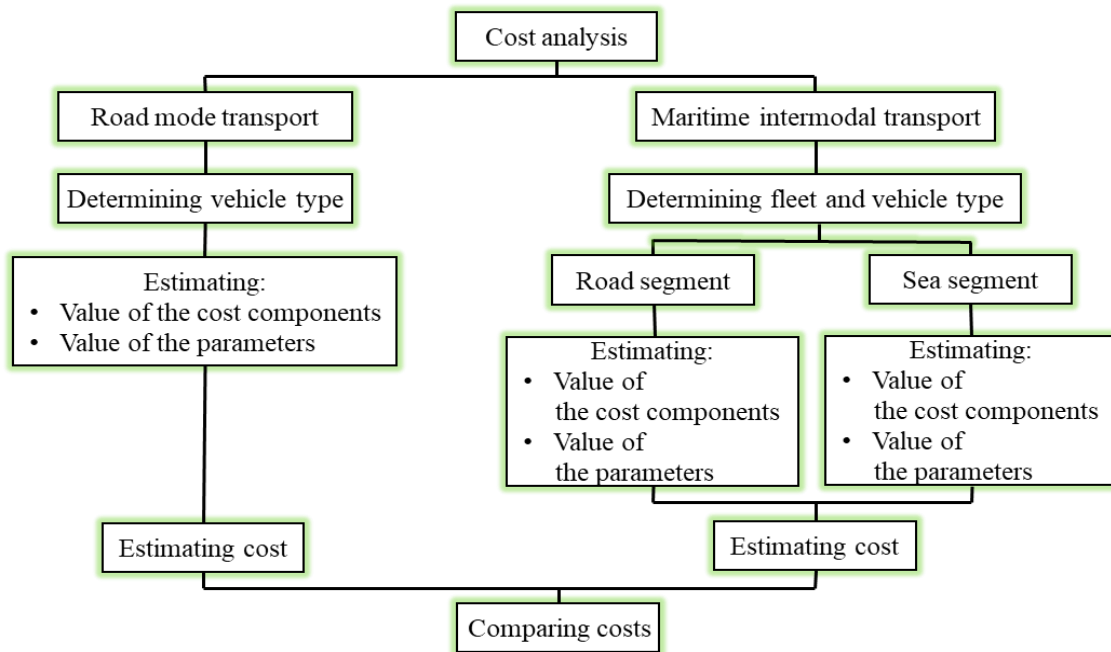 Cost analysis
Road mode transport
Maritime intermodal transport
Determining vehicle type
Determining fleet and vehicle type
Estimating:
• Value of the cost components
• Value of the parameters
Road segment
Sea segment
Estimating:
• Value of
the cost components
• Value of
the parameters
Estimating:
• Value of
the cost components
• Value of
the parameters
Estimating cost
Estimating cost
Comparing costs